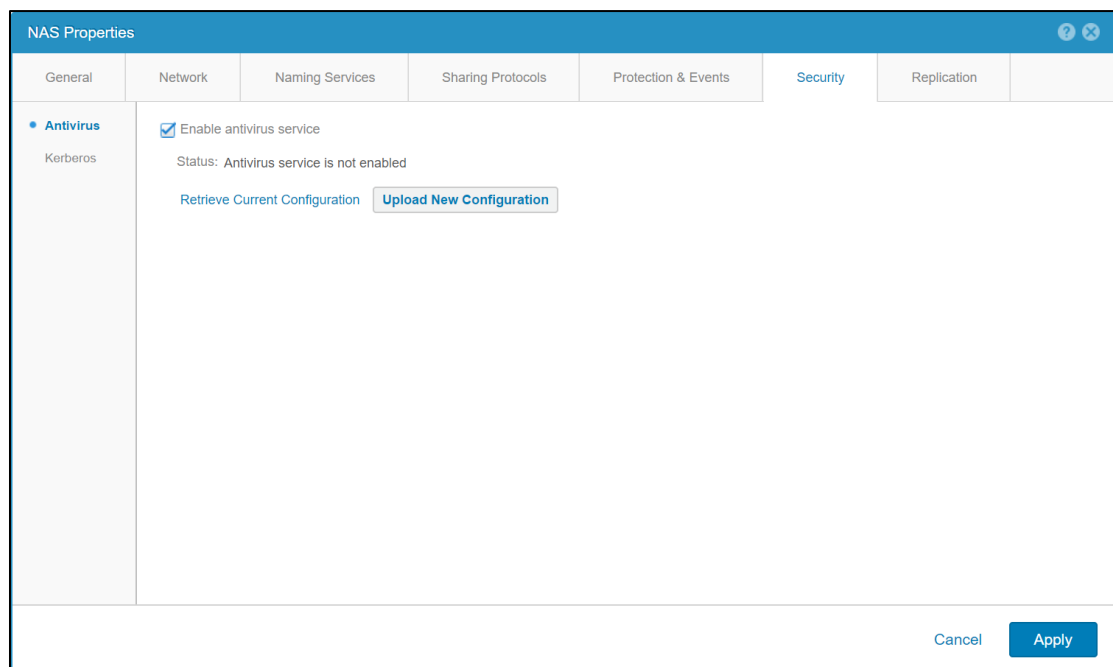 NAS Properties
General Network Naming Services Sharing Protocols Protection & Events Security Replication
Antivirus
Kerberos
Enable antivirus service
Status: Antivirus service is not enabled
Retrieve Current Configuration Upload New Configuration
Cancel Apply